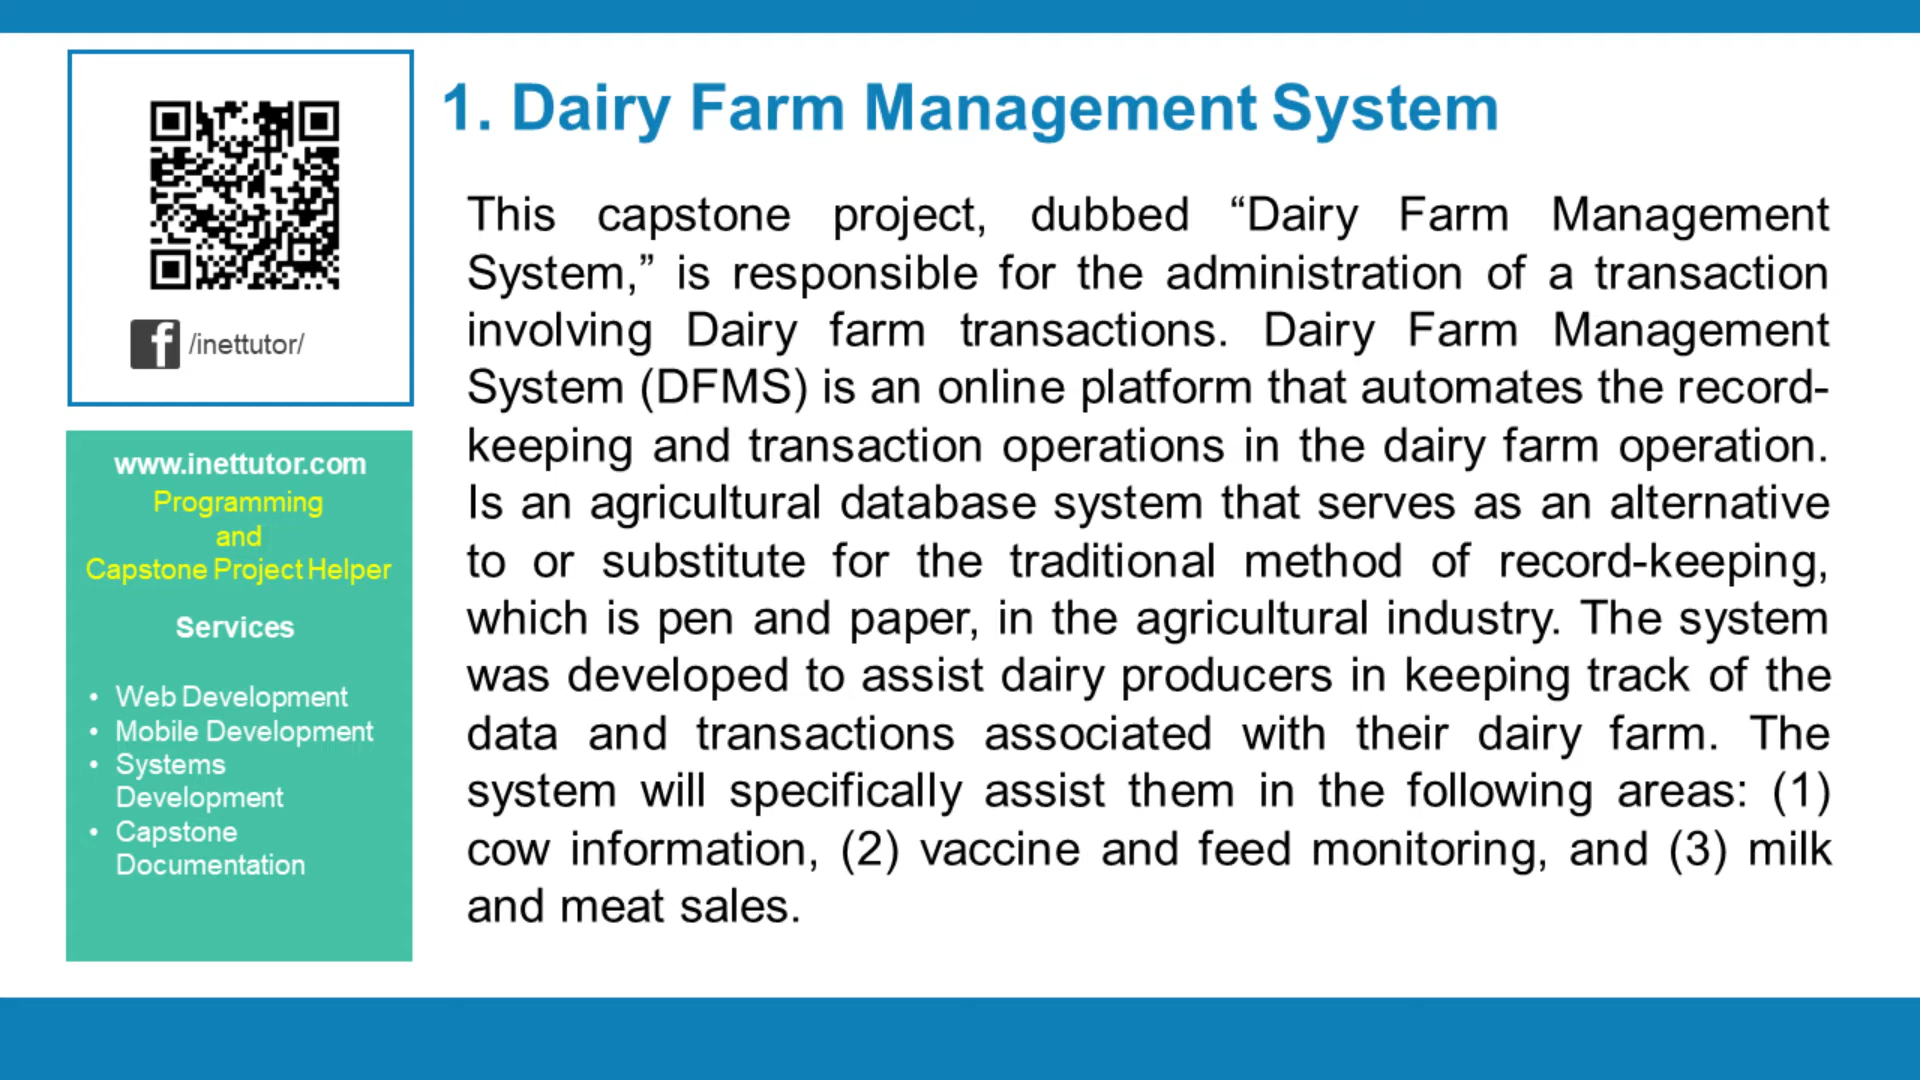 /inettutor/
www.inettutor.com
Programming
and
Capstone Project Helper
Services
• Web Development
• Mobile Development
• Systems
Development
• Capstone
Documentation
1. Dairy Farm Management System
This capstone project, dubbed “Dairy Farm Management
System,” is responsible for the administration of a transaction
involving Dairy farm transactions. Dairy Farm Management
System (DFMS) is an online platform that automates the record-
keeping and transaction operations in the dairy farm operation.
Is an agricultural database system that serves as an alternative
to or substitute for the traditional method of record-keeping,
which is pen and paper, in the agricultural industry. The system
was developed to assist dairy producers in keeping track of the
data and transactions associated with their dairy farm. The
system will specifically assist them in the following areas: (1)
cow information, (2) vaccine and feed monitoring, and (3) milk
and meat sales.